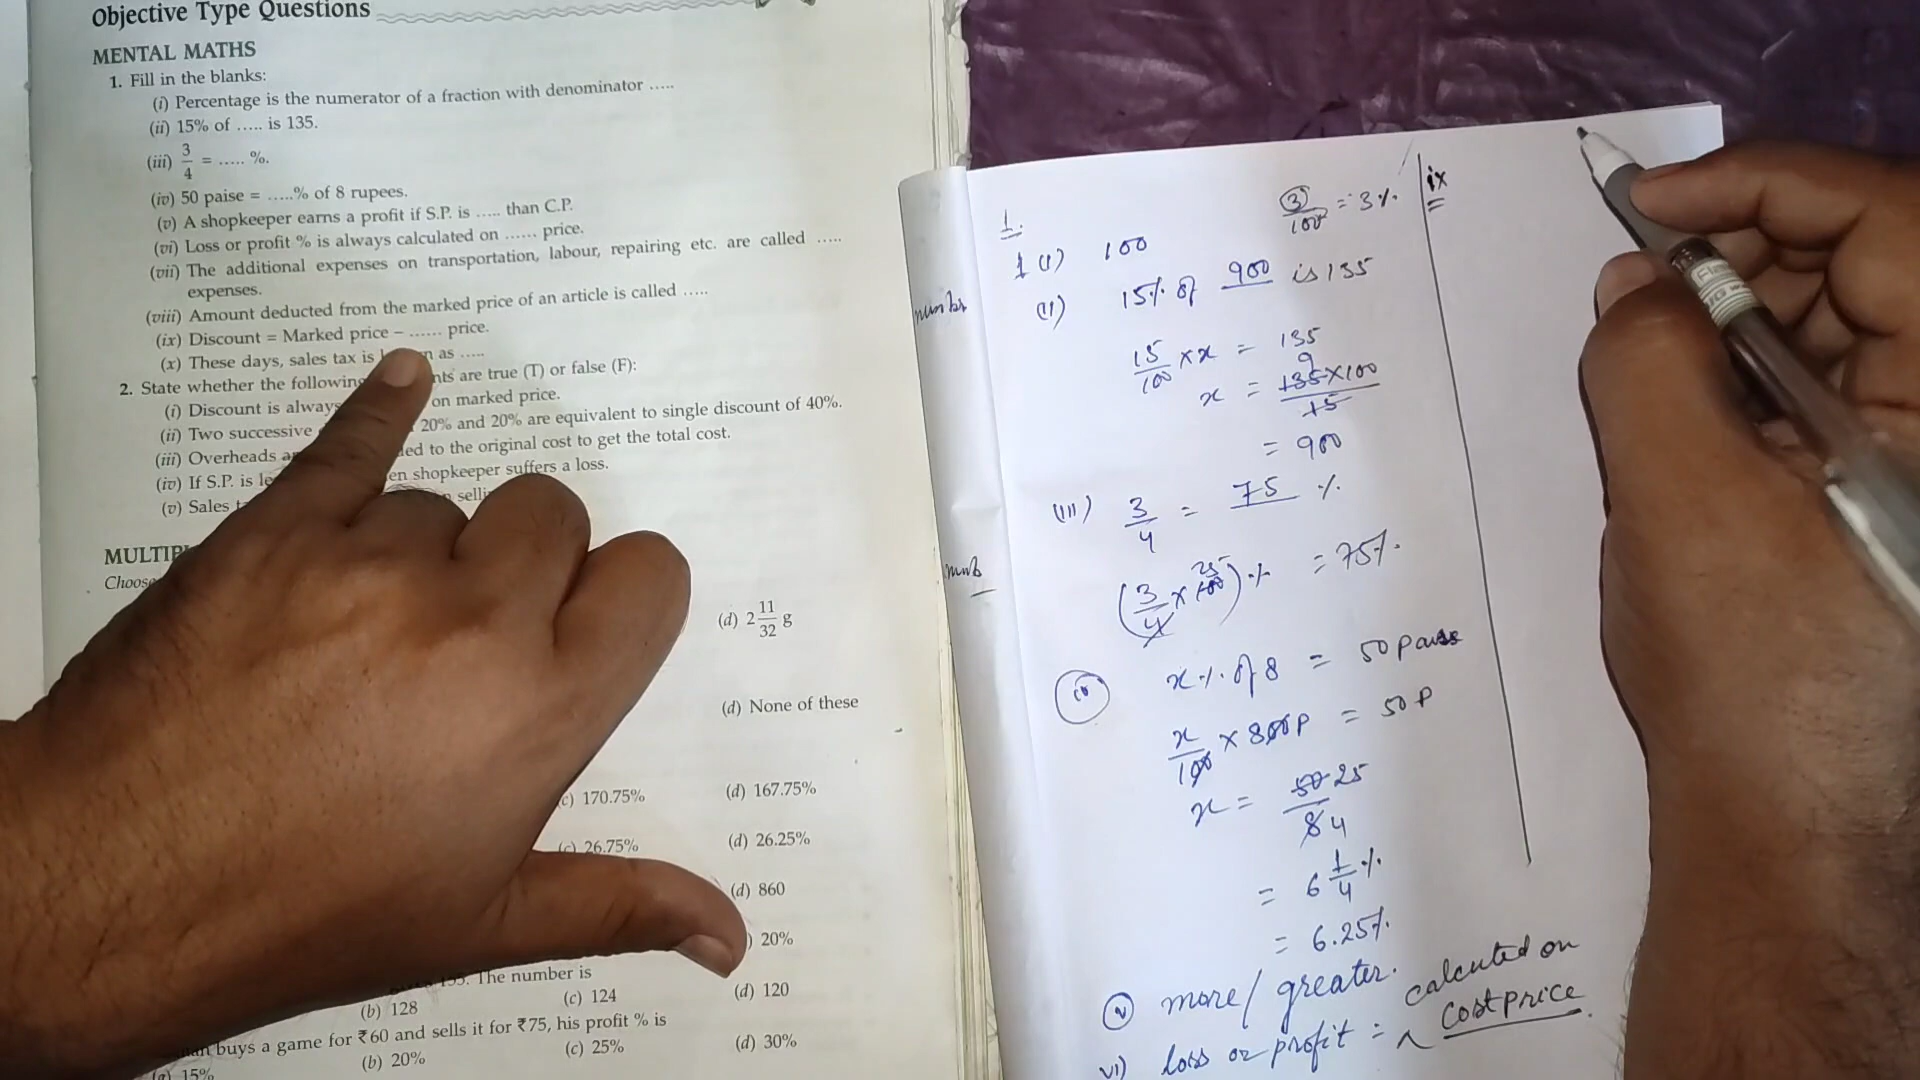 Objective Type Questions
MENTAL MATHS
1. Fill in the blanks:
(i) Percentage is the numerator of a fraction with denominator .....
(ii) 15% of ..... is 135.
(iii) 3/4 = ..... %.
(iv) 50 paise = .....% of 8 rupees.
(v) A shopkeeper earns a profit if S.P. is ..... than C.P.
(vi) Loss or profit % is always calculated on ...... price.
(vii) The additional expenses on transportation, labour, repairing etc. are called .....
expenses.
(viii) Amount deducted from the marked price of an article is called .....
(ix) Discount = Marked price – ...... price.
(x) These days, sales tax is as .....
2. State whether the following are true (T) or false (F):
(i) Discount is always on marked price.
(ii) Two successive 20% and 20% are equivalent to single discount of 40%.
(iii) Overheads to the original cost to get the total cost.
(iv) If S.P. is shopkeeper suffers a loss.
(v) Sales
Choose
(d) 2 11/32 g
(d) None of these
(c) 170.75% (d) 167.75%
(c) 26.75% (d) 26.25%
(d) 860
) 20%
The number is
(b) 128 (c) 124 (d) 120
buys a game for ₹60 and sells it for ₹75, his profit % is
(a) 15% (b) 20% (c) 25% (d) 30%
1.
3/100 = 3%
1 (i) 100
(ii) 15% of 900 is 135
15/100 × x = 135
x = 135×100/15 9
= 900
(iii) 3/4 = 75 %
(3/4 × 100)% = 75%
25
(iv) x% of 8 = 50 paise
x/100 × 800P = 50P
x = 50/8 25/4
= 6 1/4 %
= 6.25%
(v) more/ greater.
vi) loss or profit = calcuted on
cost price.
ix